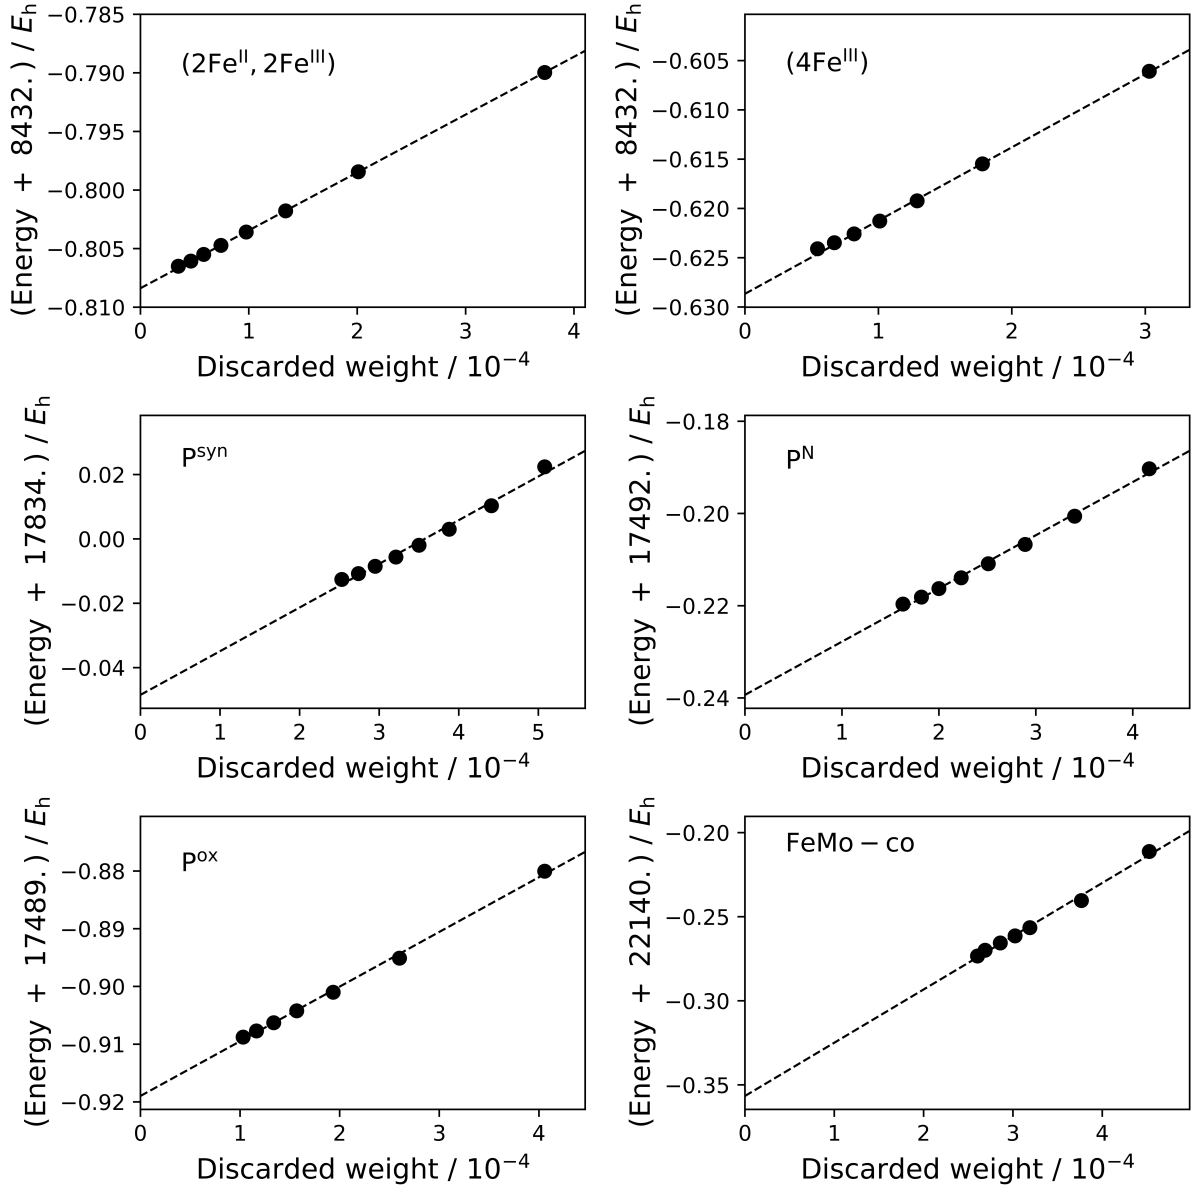 (Energy + 8432. ) / E_h
−0.785
−0.790
−0.795
−0.800
−0.805
−0.810
(2Fe^II, 2Fe^III)
0 1 2 3 4
Discarded weight / 10^−4
(Energy + 8432. ) / E_h
−0.605
−0.610
−0.615
−0.620
−0.625
−0.630
(4Fe^III)
0 1 2 3
Discarded weight / 10^−4
(Energy + 17834. ) / E_h
0.02
0.00
−0.02
−0.04
P^syn
0 1 2 3 4 5
Discarded weight / 10^−4
(Energy + 17492. ) / E_h
−0.18
−0.20
−0.22
−0.24
P^N
0 1 2 3 4
Discarded weight / 10^−4
(Energy + 17489. ) / E_h
−0.88
−0.89
−0.90
−0.91
−0.92
P^ox
0 1 2 3 4
Discarded weight / 10^−4
(Energy + 22140. ) / E_h
−0.20
−0.25
−0.30
−0.35
FeMo − co
0 1 2 3 4
Discarded weight / 10^−4